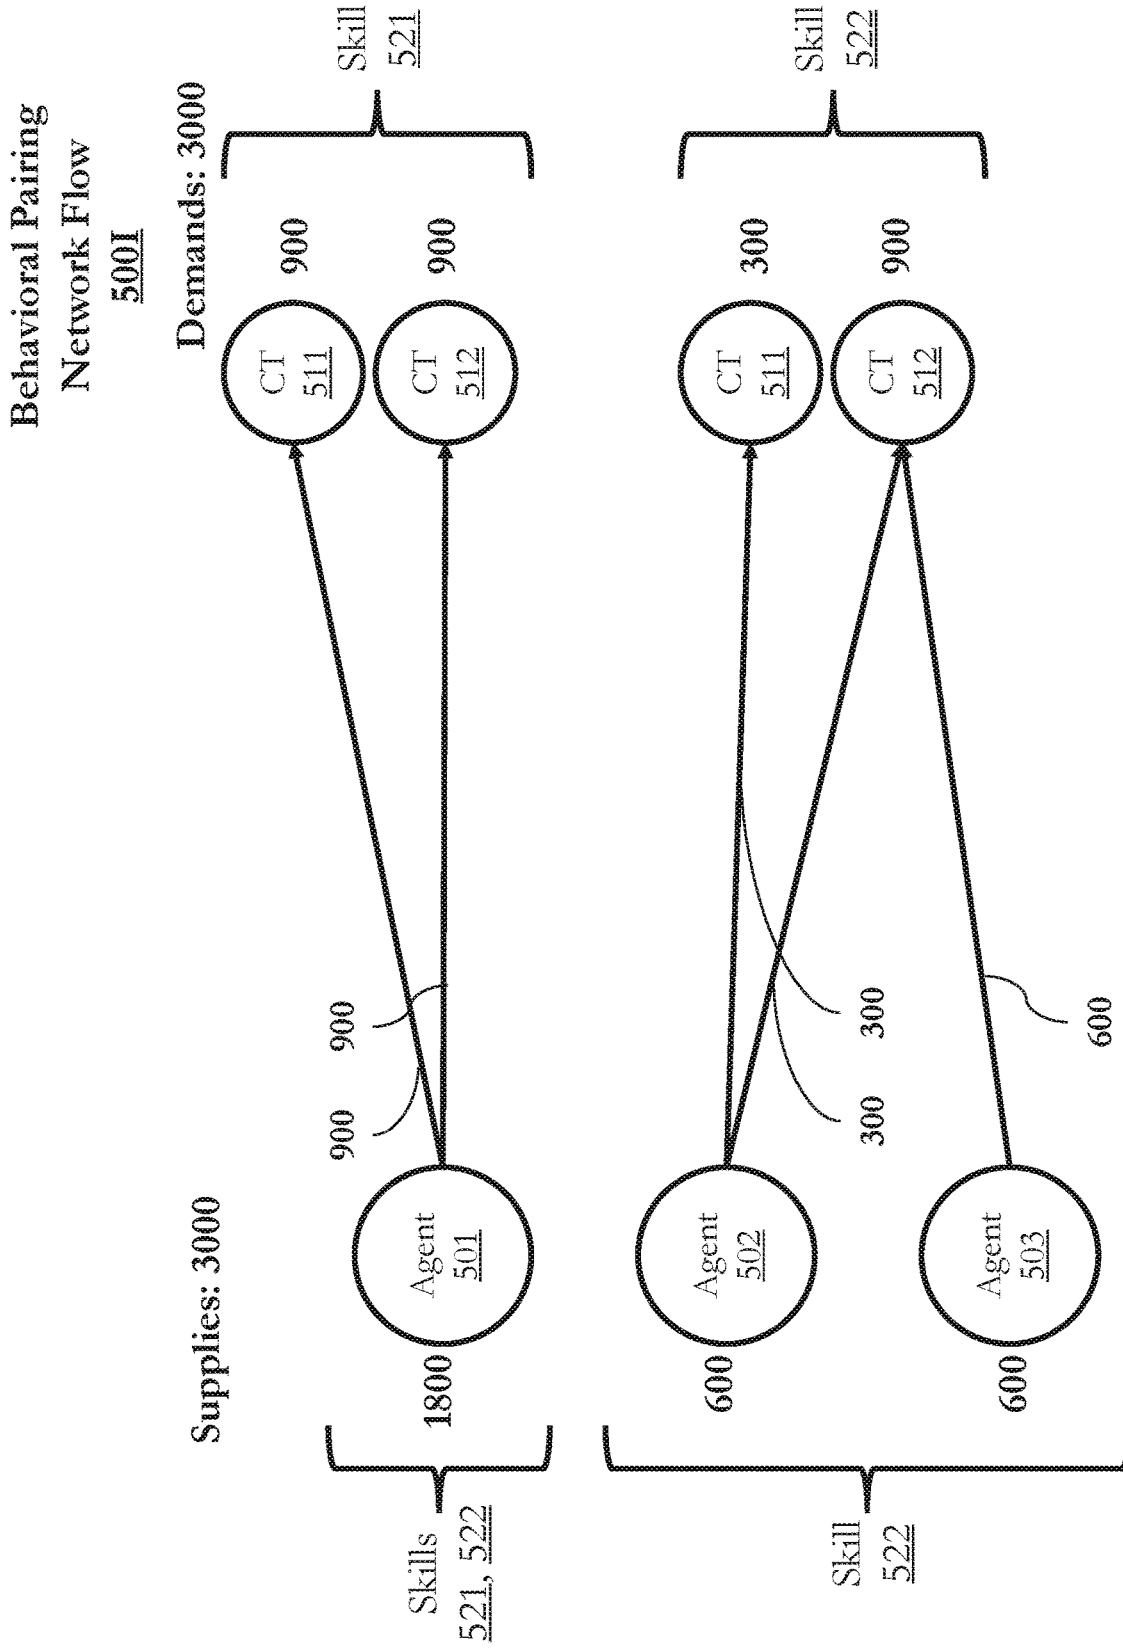 Behavioral Pairing
Network Flow
500I
Supplies: 3000
Demands: 3000
Skills
521, 522
1800
Agent
501
900
900
CT
511
900
CT
512
900
Skill
521
Skill
522
600
Agent
502
300
300
CT
511
300
CT
512
900
Skill
522
600
Agent
503
600